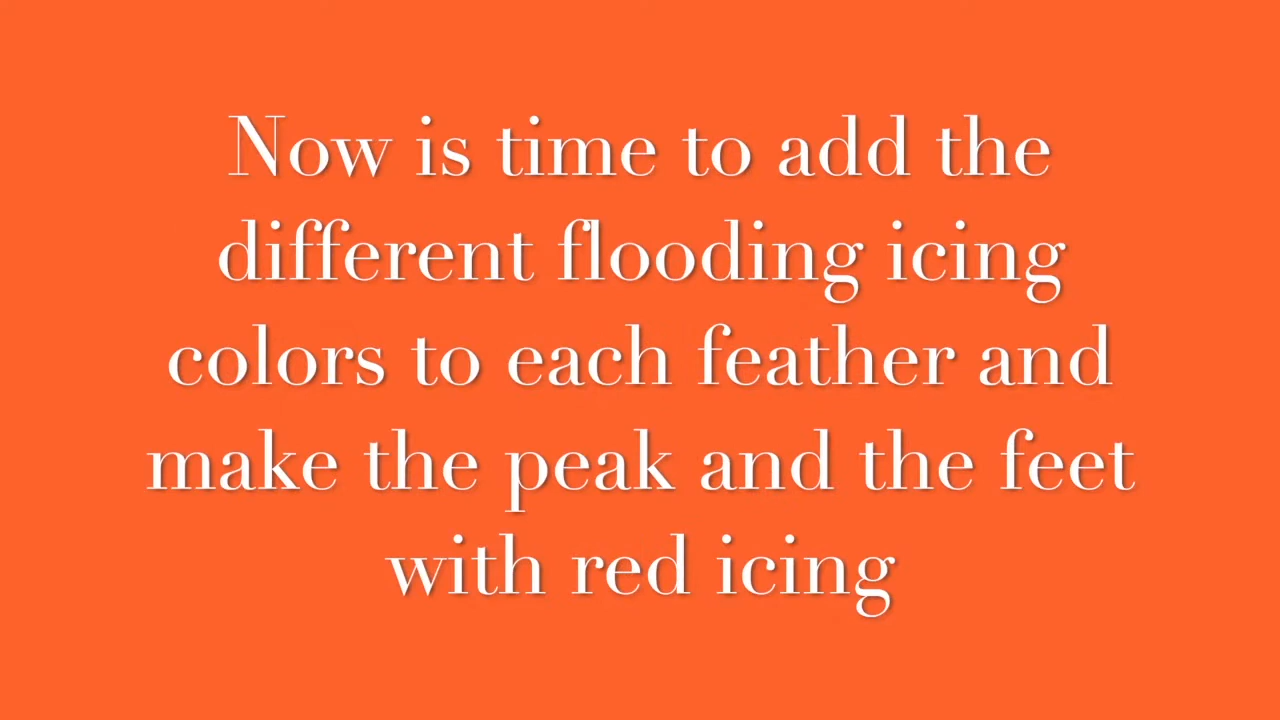 Now is time to add the
different flooding icing
colors to each feather and
make the peak and the feet
with red icing